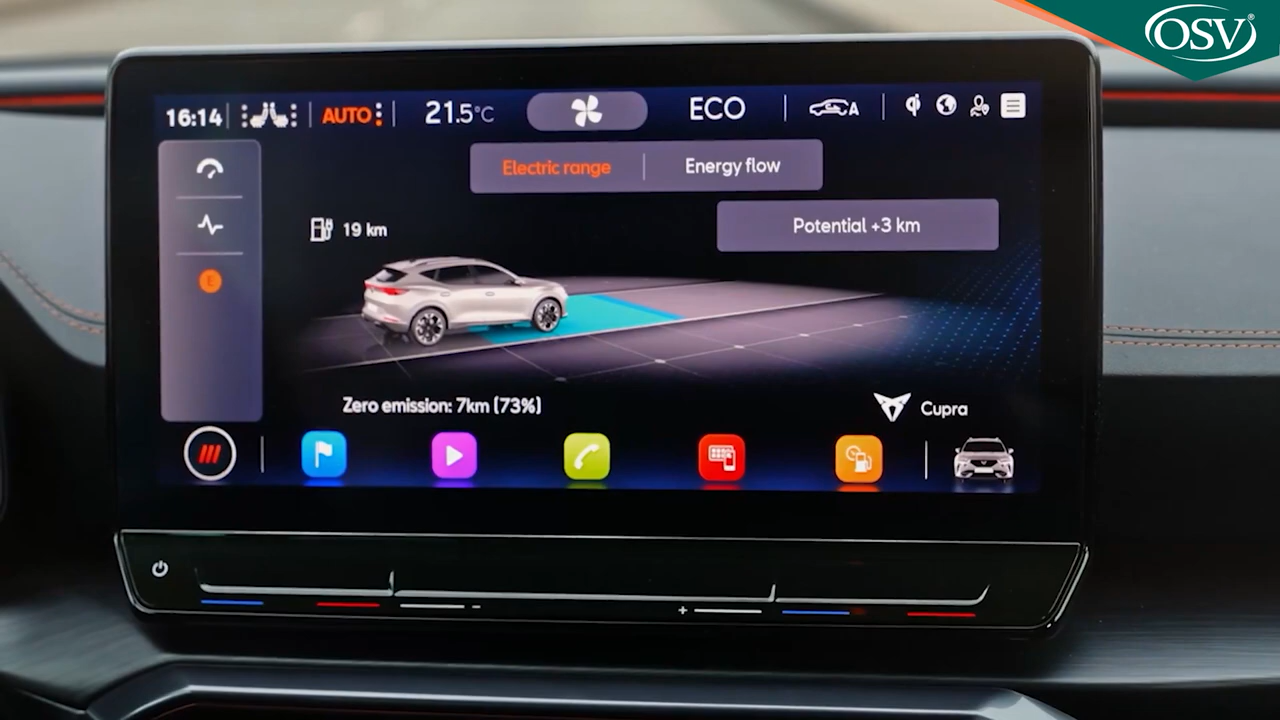 OSV®
16:14 AUTO 21.5°C ECO A
Electric range Energy flow
Potential +3 km
19 km
E
Zero emission: 7km (73%)
Cupra
- +